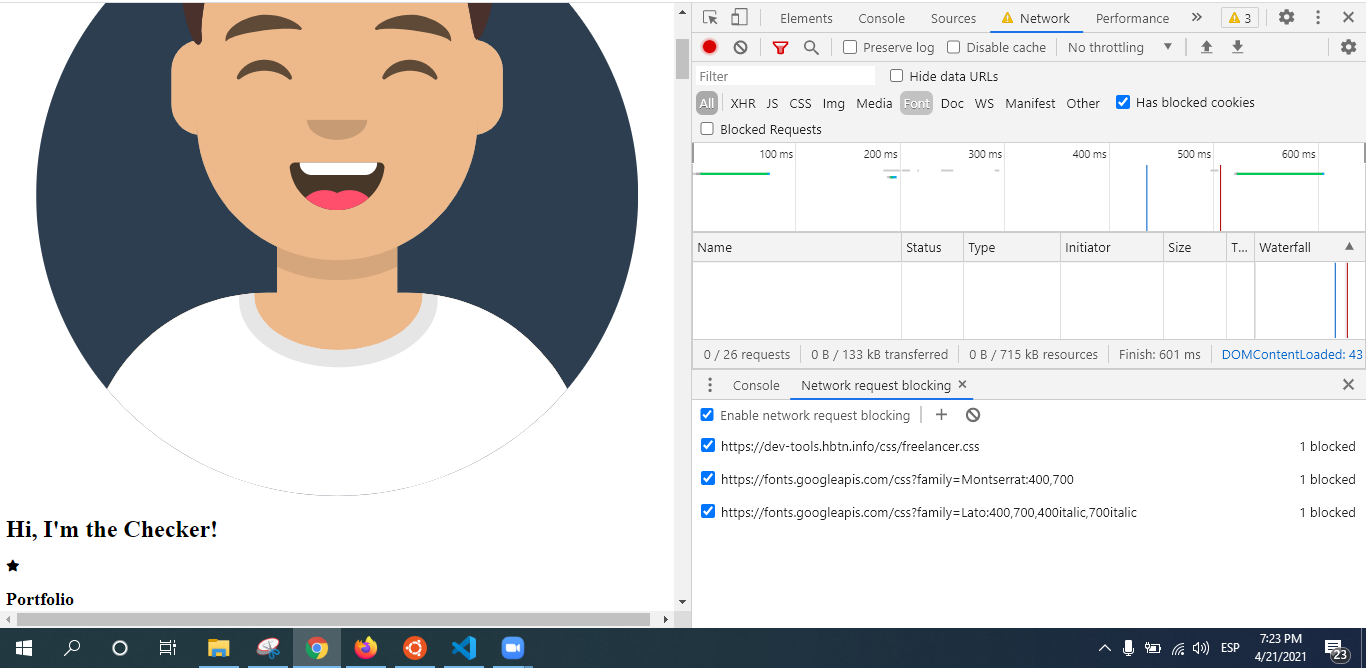 Elements Console Sources Network Performance 3
Preserve log Disable cache No throttling
Filter Hide data URLs
All XHR JS CSS Img Media Font Doc WS Manifest Other Has blocked cookies
Blocked Requests
100 ms 200 ms 300 ms 400 ms 500 ms 600 ms
Name Status Type Initiator Size T... Waterfall
0 / 26 requests 0 B / 133 kB transferred 0 B / 715 kB resources Finish: 601 ms DOMContentLoaded: 43
Console Network request blocking
Enable network request blocking
https://dev-tools.hbtn.info/css/freelancer.css 1 blocked
https://fonts.googleapis.com/css?family=Montserrat:400,700 1 blocked
https://fonts.googleapis.com/css?family=Lato:400,700,400italic,700italic 1 blocked
Hi, I'm the Checker!
Portfolio
ESP
7:23 PM
4/21/2021
23